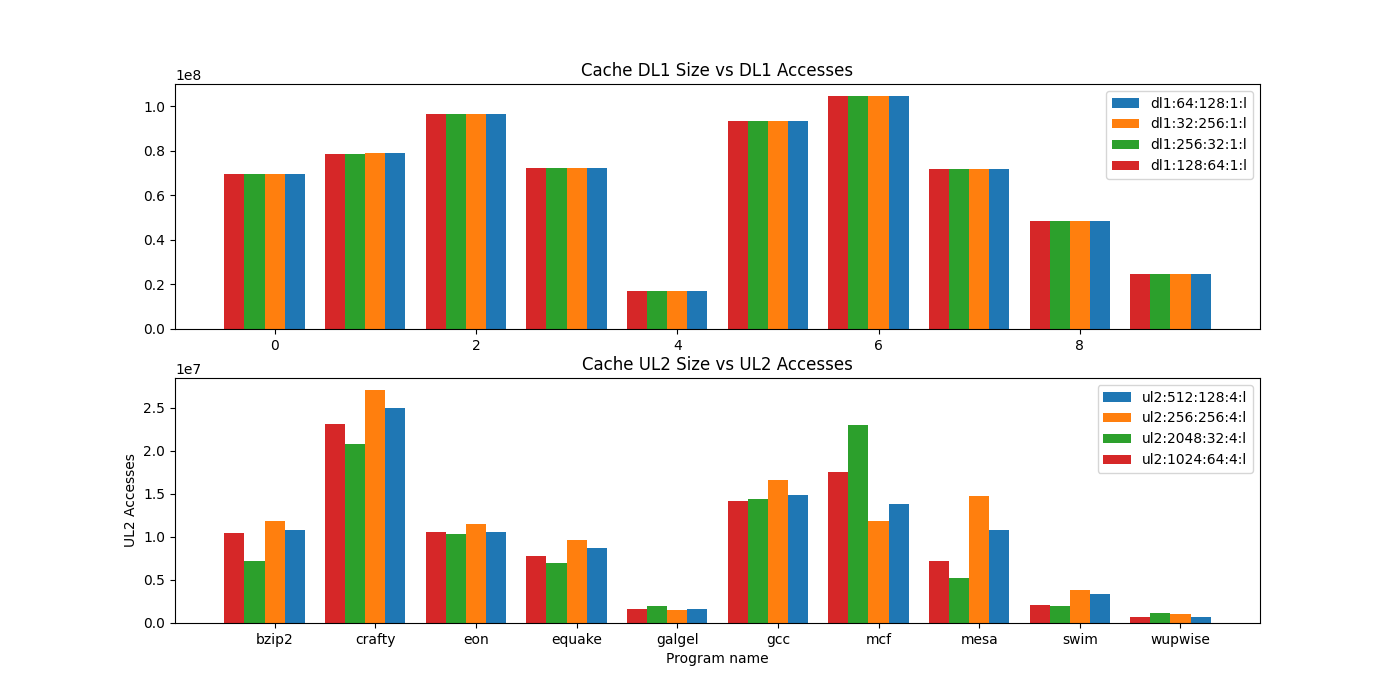 Cache DL1 Size vs DL1 Accesses
1e8
1.0
0.8
0.6
0.4
0.2
0.0
dl1:64:128:1:l
dl1:32:256:1:l
dl1:256:32:1:l
dl1:128:64:1:l
0 2 4 6 8
Cache UL2 Size vs UL2 Accesses
1e7
2.5
2.0
1.5
1.0
0.5
0.0
UL2 Accesses
ul2:512:128:4:l
ul2:256:256:4:l
ul2:2048:32:4:l
ul2:1024:64:4:l
bzip2 crafty eon equake galgel gcc mcf mesa swim wupwise
Program name